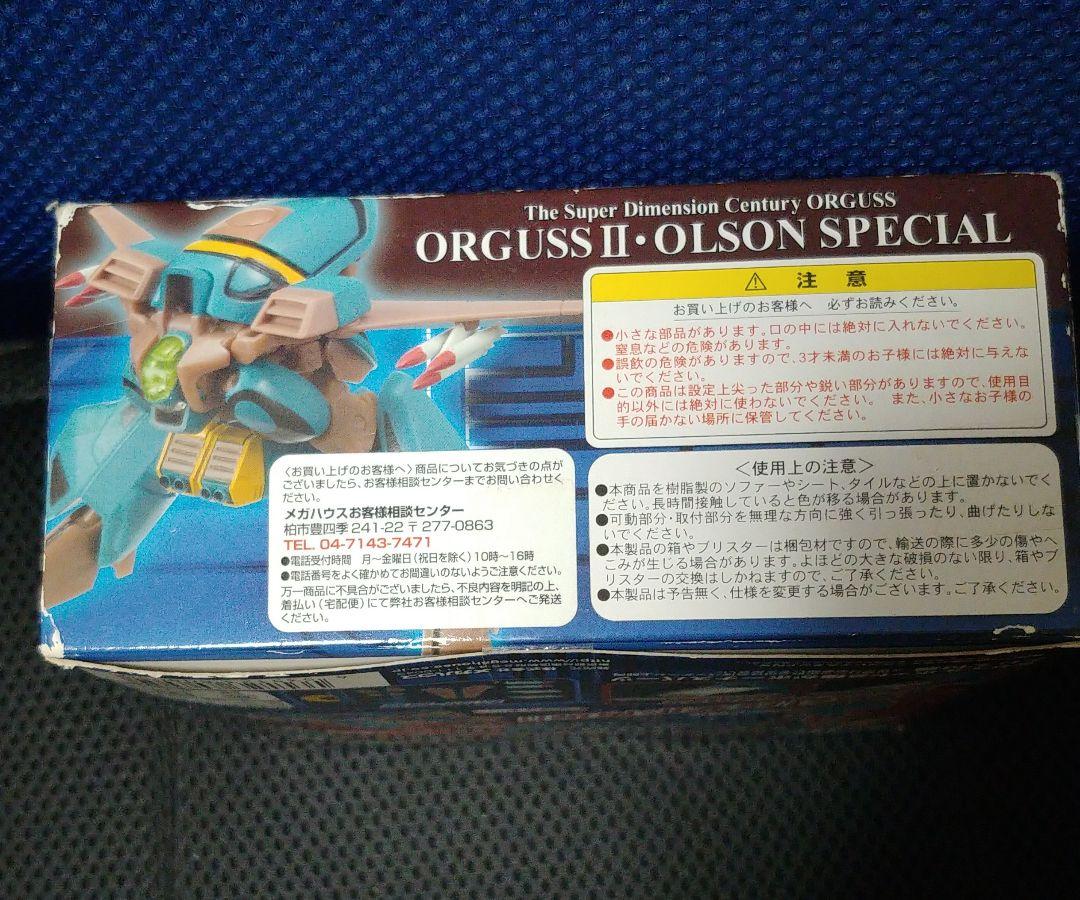 The Super Dimension Century ORGUSS
ORGUSS II・OLSON SPECIAL
⚠ 注 意
お買い上げのお客様へ 必ずお読みください。
●小さな部品があります。口の中には絶対に入れないでください。
窒息などの危険があります。
●誤飲の危険がありますので、3才未満のお子様には絶対に与えな
いでください。
●この商品は設定上尖った部分や鋭い部分がありますので、使用目
的以外には絶対に使わないでください。 また、小さなお子様の
手の届かない場所に保管してください。
〈お買い上げのお客様へ〉商品についてお気づきの点が
ございましたら、お客様相談センターまでお問い合わせく
ださい。
メガハウスお客様相談センター
柏市豊四季241-22 〒277-0863
TEL. 04-7143-7471
●電話受付時間 月〜金曜日(祝日を除く)10時〜16時
●電話番号をよく確かめてお間違いのないようご注意ください。
万一商品に不具合がございましたら、不良内容を明記の上、
着払い(宅配便)にて弊社お客様相談センターへご発送
ください。
＜使用上の注意＞
●本商品を樹脂製のソファーやシート、タイルなどの上に置かないでく
ださい。長時間接触していると色が移る場合があります。
●可動部分・取付部分を無理な方向に強く引っ張ったり、曲げたりしな
いでください。
●本製品の箱やブリスターは梱包材ですので、輸送の際に多少の傷やへ
こみが生じる場合があります。よほどの大きな破損のない限り、箱やブ
リスターの交換はしかねますので、ご了承ください。
●本製品は予告無く、仕様を変更する場合がございます。ご了承ください。